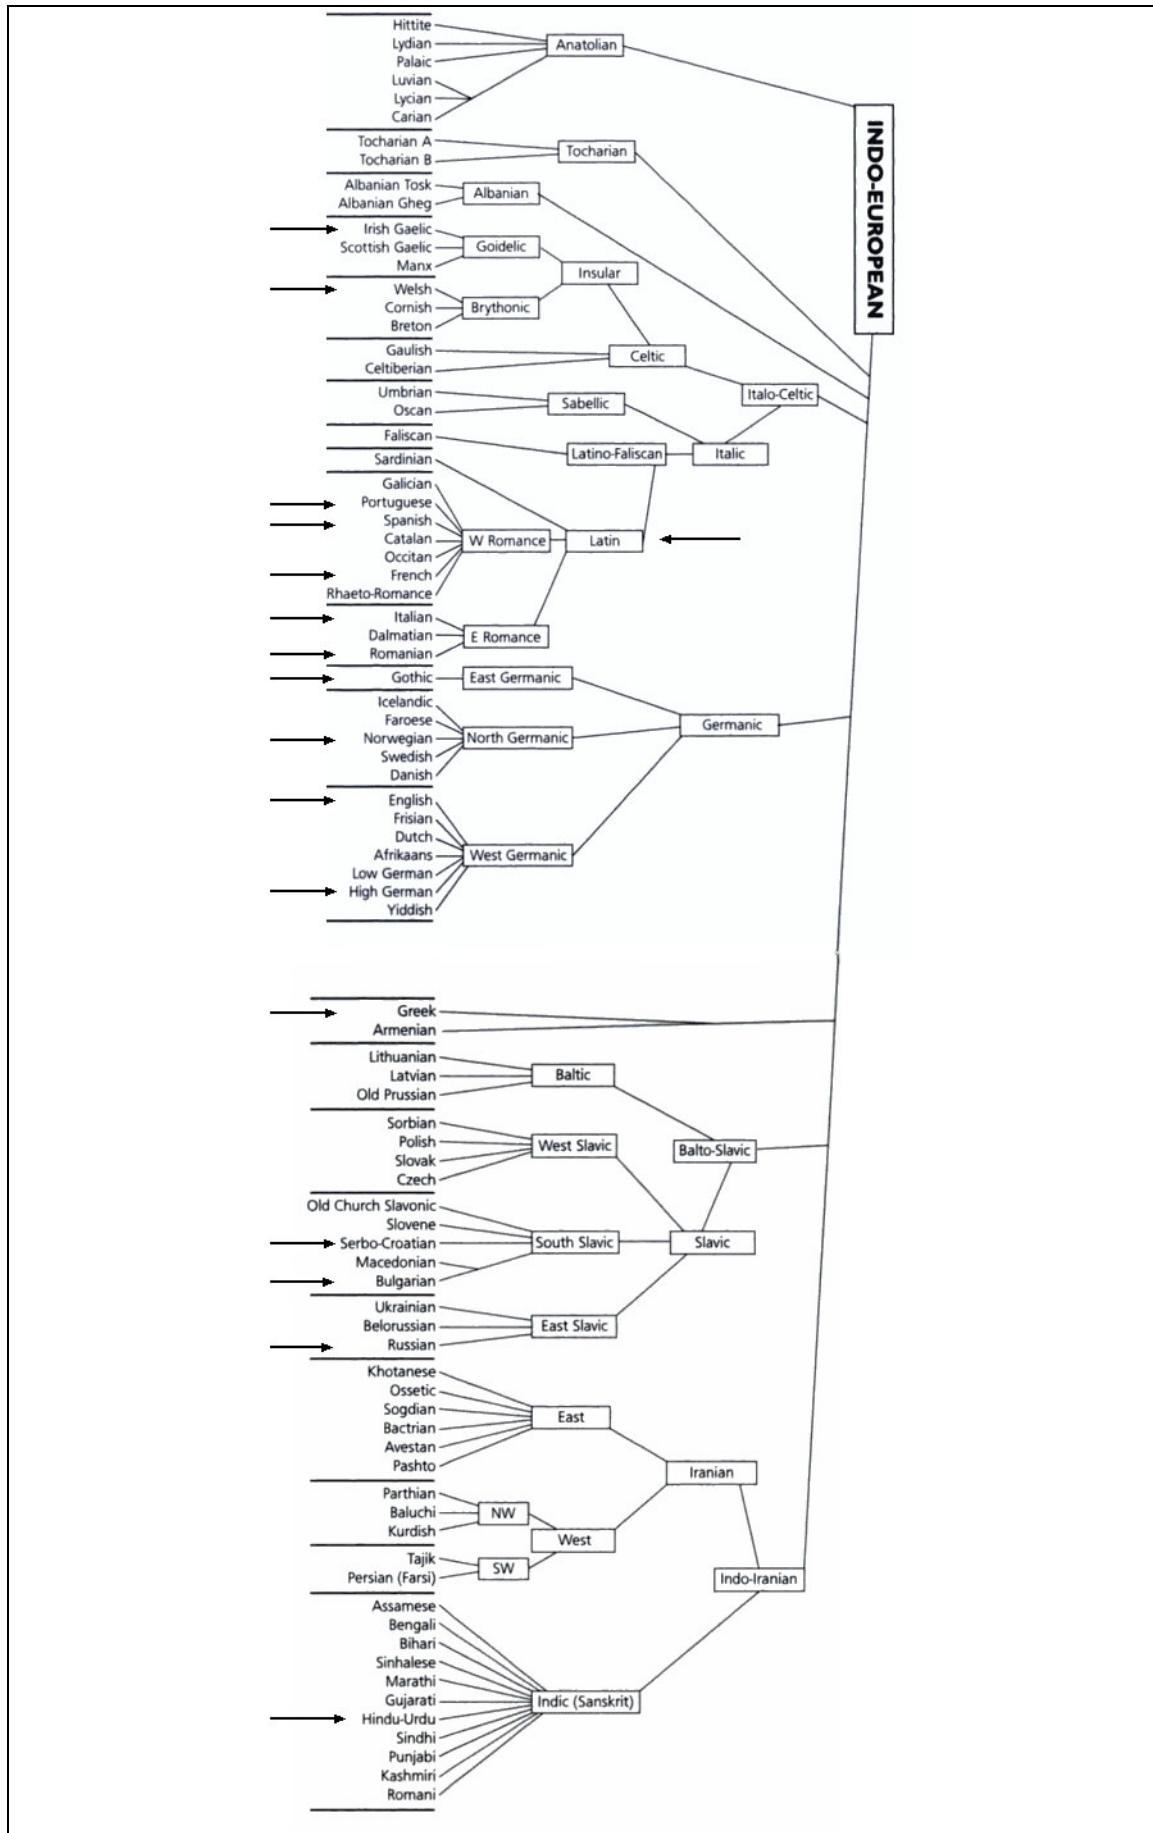 Hittite
Lydian
Palaic
Luvian
Lycian
Carian
Anatolian
INDO-EUROPEAN
Tocharian A
Tocharian B
Tocharian
Albanian Tosk
Albanian Gheg
Albanian
Irish Gaelic
Scottish Gaelic
Manx
Goidelic
Insular
Welsh
Cornish
Breton
Brythonic
Gaulish
Celtiberian
Celtic
Italo-Celtic
Umbrian
Oscan
Sabellic
Faliscan
Latino-Faliscan
Italic
Sardinian
Galician
Portuguese
Spanish
Catalan
Occitan
French
Rhaeto-Romance
W Romance
Latin
Italian
Dalmatian
Romanian
E Romance
Gothic
East Germanic
Icelandic
Faroese
Norwegian
Swedish
Danish
North Germanic
Germanic
English
Frisian
Dutch
Afrikaans
Low German
High German
Yiddish
West Germanic
Greek
Armenian
Lithuanian
Latvian
Old Prussian
Baltic
Sorbian
Polish
Slovak
Czech
West Slavic
Balto-Slavic
Old Church Slavonic
Slovene
Serbo-Croatian
Macedonian
Bulgarian
South Slavic
Slavic
Ukrainian
Belorussian
Russian
East Slavic
Khotanese
Ossetic
Sogdian
Bactrian
Avestan
Pashto
East
Iranian
Parthian
Baluchi
Kurdish
NW
West
Tajik
Persian (Farsi)
SW
Indo-Iranian
Assamese
Bengali
Bihari
Sinhalese
Marathi
Gujarati
Hindu-Urdu
Sindhi
Punjabi
Kashmiri
Romani
Indic (Sanskrit)